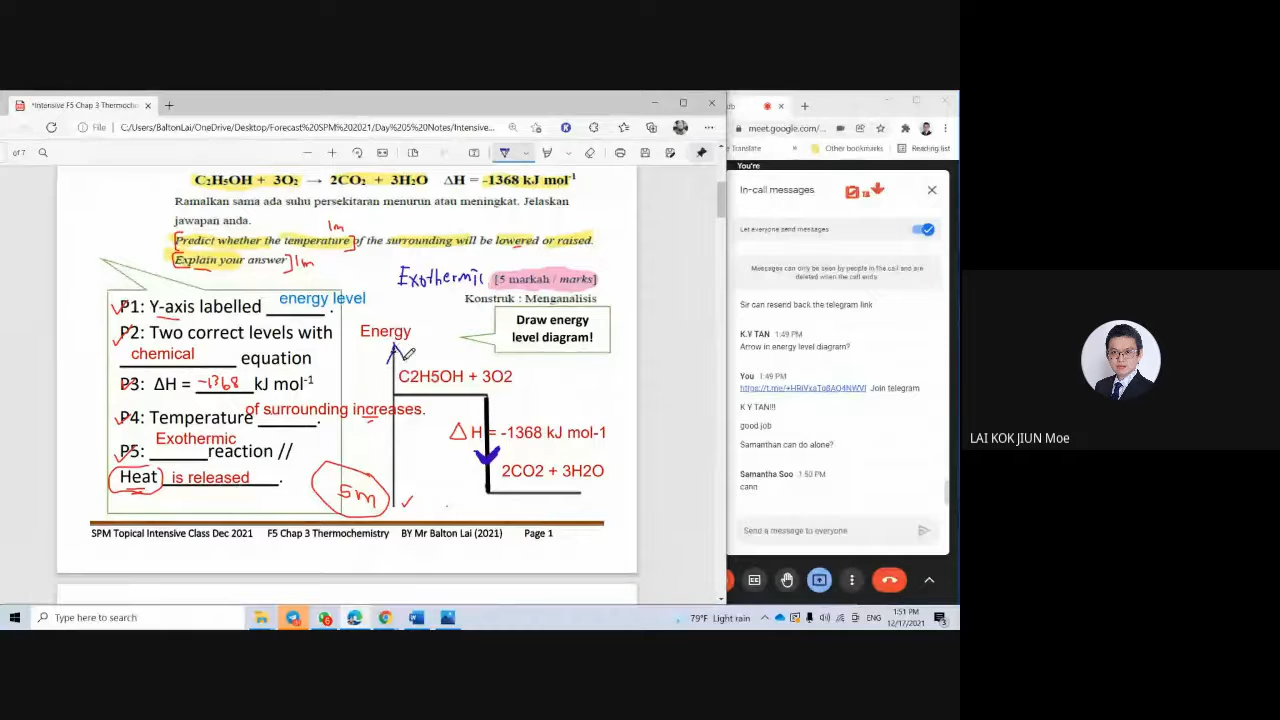 *Intensive F5 Chap 3 Thermoche
File C:/Users/BaltonLai/OneDrive/Desktop/Forecast%20SPM%202021/Day%205%20Notes/Intensive...
of 7
C₂H₅OH + 3O₂ → 2CO₂ + 3H₂O ΔH = -1368 kJ mol⁻¹
Ramalkan sama ada suhu persekitaran menurun atau meningkat. Jelaskan
jawapan anda.
1m
Predict whether the temperature of the surrounding will be lowered or raised.
Explain your answer 1m
Exothermic [5 markah / marks]
Konstruk : Menganalisis
P1: Y-axis labelled energy level.
P2: Two correct levels with
chemical equation
P3: ΔH = -1368 kJ mol⁻¹
P4: Temperature of surrounding increases.
P5: Exothermic reaction //
Heat is released.
5m
Draw energy
level diagram!
Energy
C2H5OH + 3O2
Δ H = -1368 kJ mol-1
2CO2 + 3H2O
SPM Topical Intensive Class Dec 2021 F5 Chap 3 Thermochemistry BY Mr Balton Lai (2021) Page 1
meet.google.com/...
Translate Other bookmarks Reading list
You're
In-call messages
Let everyone send messages
Messages can only be seen by people in the call and are
deleted when the call ends
Sir can resend back the telegram link
K.Y TAN 1:49 PM
Arrow in energy level diagram?
You 1:49 PM
Join telegram
K Y TAN!!!
good job
Samanthan can do alone?
Samantha Soo 1:50 PM
cann
Send a message to everyone
LAI KOK JIUN Moe
Type here to search
79°F Light rain
ENG
1:51 PM
12/17/2021